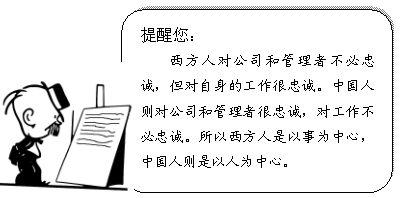 提醒您：
西方人对公司和管理者不必忠
诚，但对自身的工作很忠诚。中国人
则对公司和管理者很忠诚，对工作不
必忠诚。所以西方人是以事为中心，
中国人则是以人为中心。